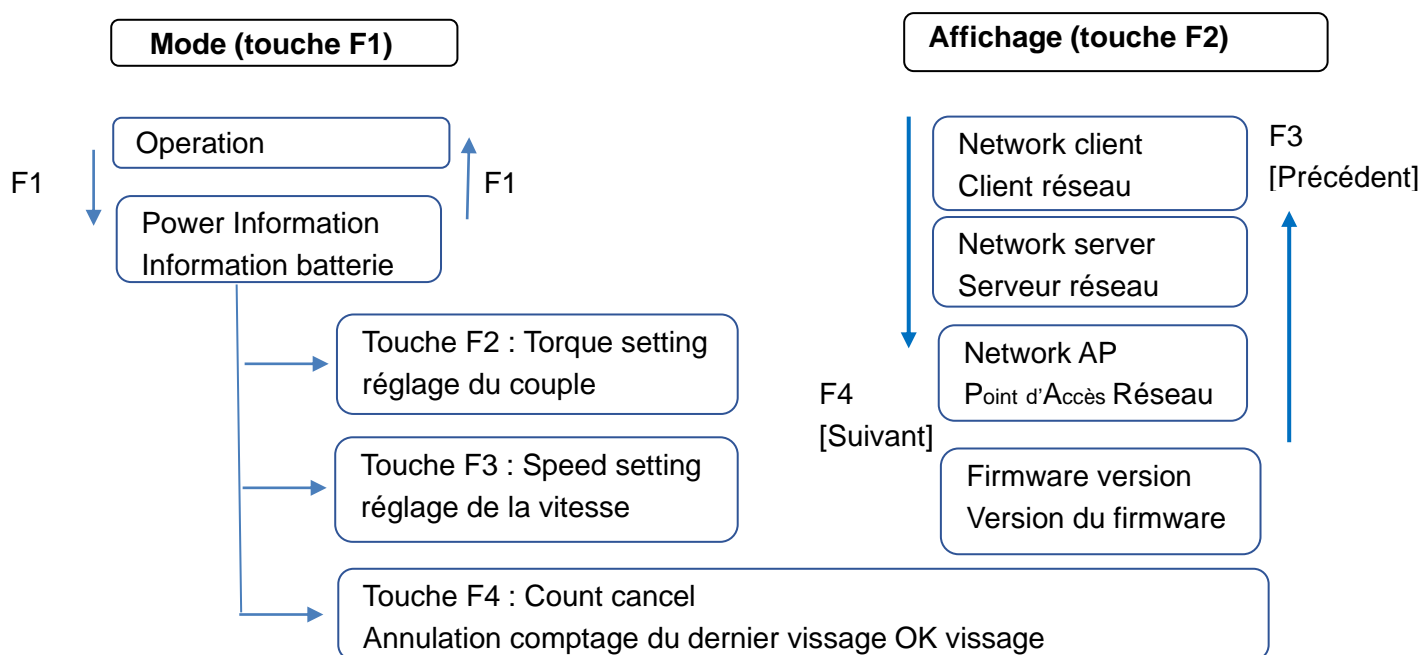 Mode (touche F1)
Operation
F1
F1
Power Information
Information batterie
Touche F2 : Torque setting
réglage du couple
Touche F3 : Speed setting
réglage de la vitesse
Touche F4 : Count cancel
Annulation comptage du dernier vissage OK vissage
Affichage (touche F2)
Network client
Client réseau
F3
[Précédent]
Network server
Serveur réseau
Network AP
Point d'Accès Réseau
F4
[Suivant]
Firmware version
Version du firmware